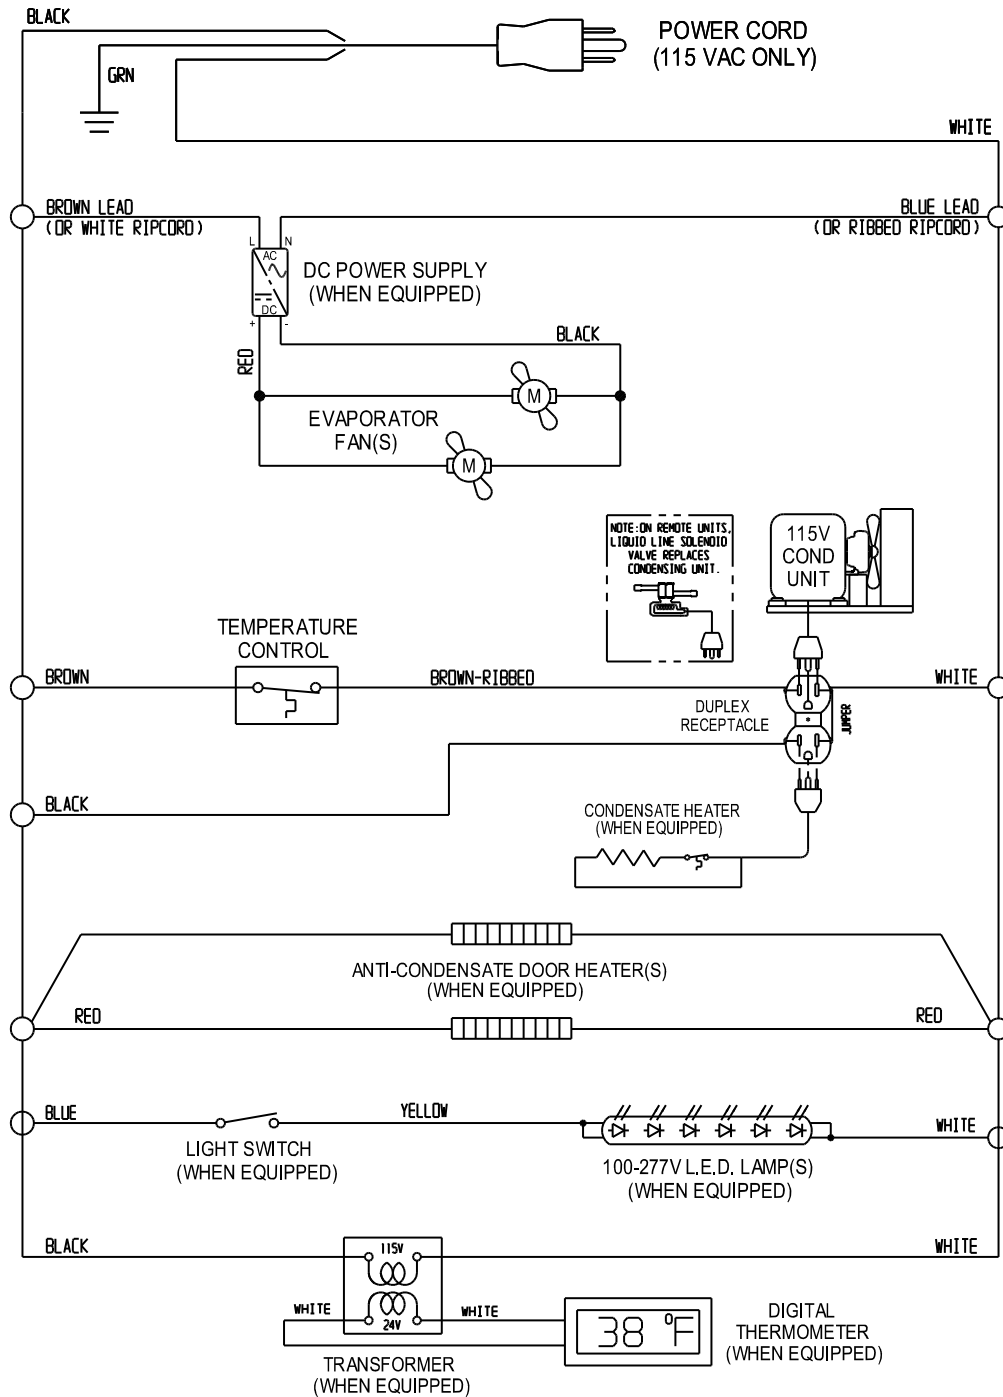 BLACK
POWER CORD
(115 VAC ONLY)
GRN
WHITE
BROWN LEAD
(OR WHITE RIPCORD)
BLUE LEAD
(OR RIBBED RIPCORD)
L
N
AC
DC
+
-
DC POWER SUPPLY
(WHEN EQUIPPED)
RED
BLACK
M
EVAPORATOR
FAN(S)
M
NOTE:ON REMOTE UNITS,
LIQUID LINE SOLENOID
VALVE REPLACES
CONDENSING UNIT.
115V
COND
UNIT
TEMPERATURE
CONTROL
BROWN
BROWN-RIBBED
WHITE
DUPLEX
RECEPTACLE
JUMPER
BLACK
CONDENSATE HEATER
(WHEN EQUIPPED)
ANTI-CONDENSATE DOOR HEATER(S)
(WHEN EQUIPPED)
RED
RED
BLUE
YELLOW
WHITE
LIGHT SWITCH
(WHEN EQUIPPED)
100-277V L.E.D. LAMP(S)
(WHEN EQUIPPED)
BLACK
115V
WHITE
WHITE
24V
WHITE
38 °F
DIGITAL
THERMOMETER
(WHEN EQUIPPED)
TRANSFORMER
(WHEN EQUIPPED)